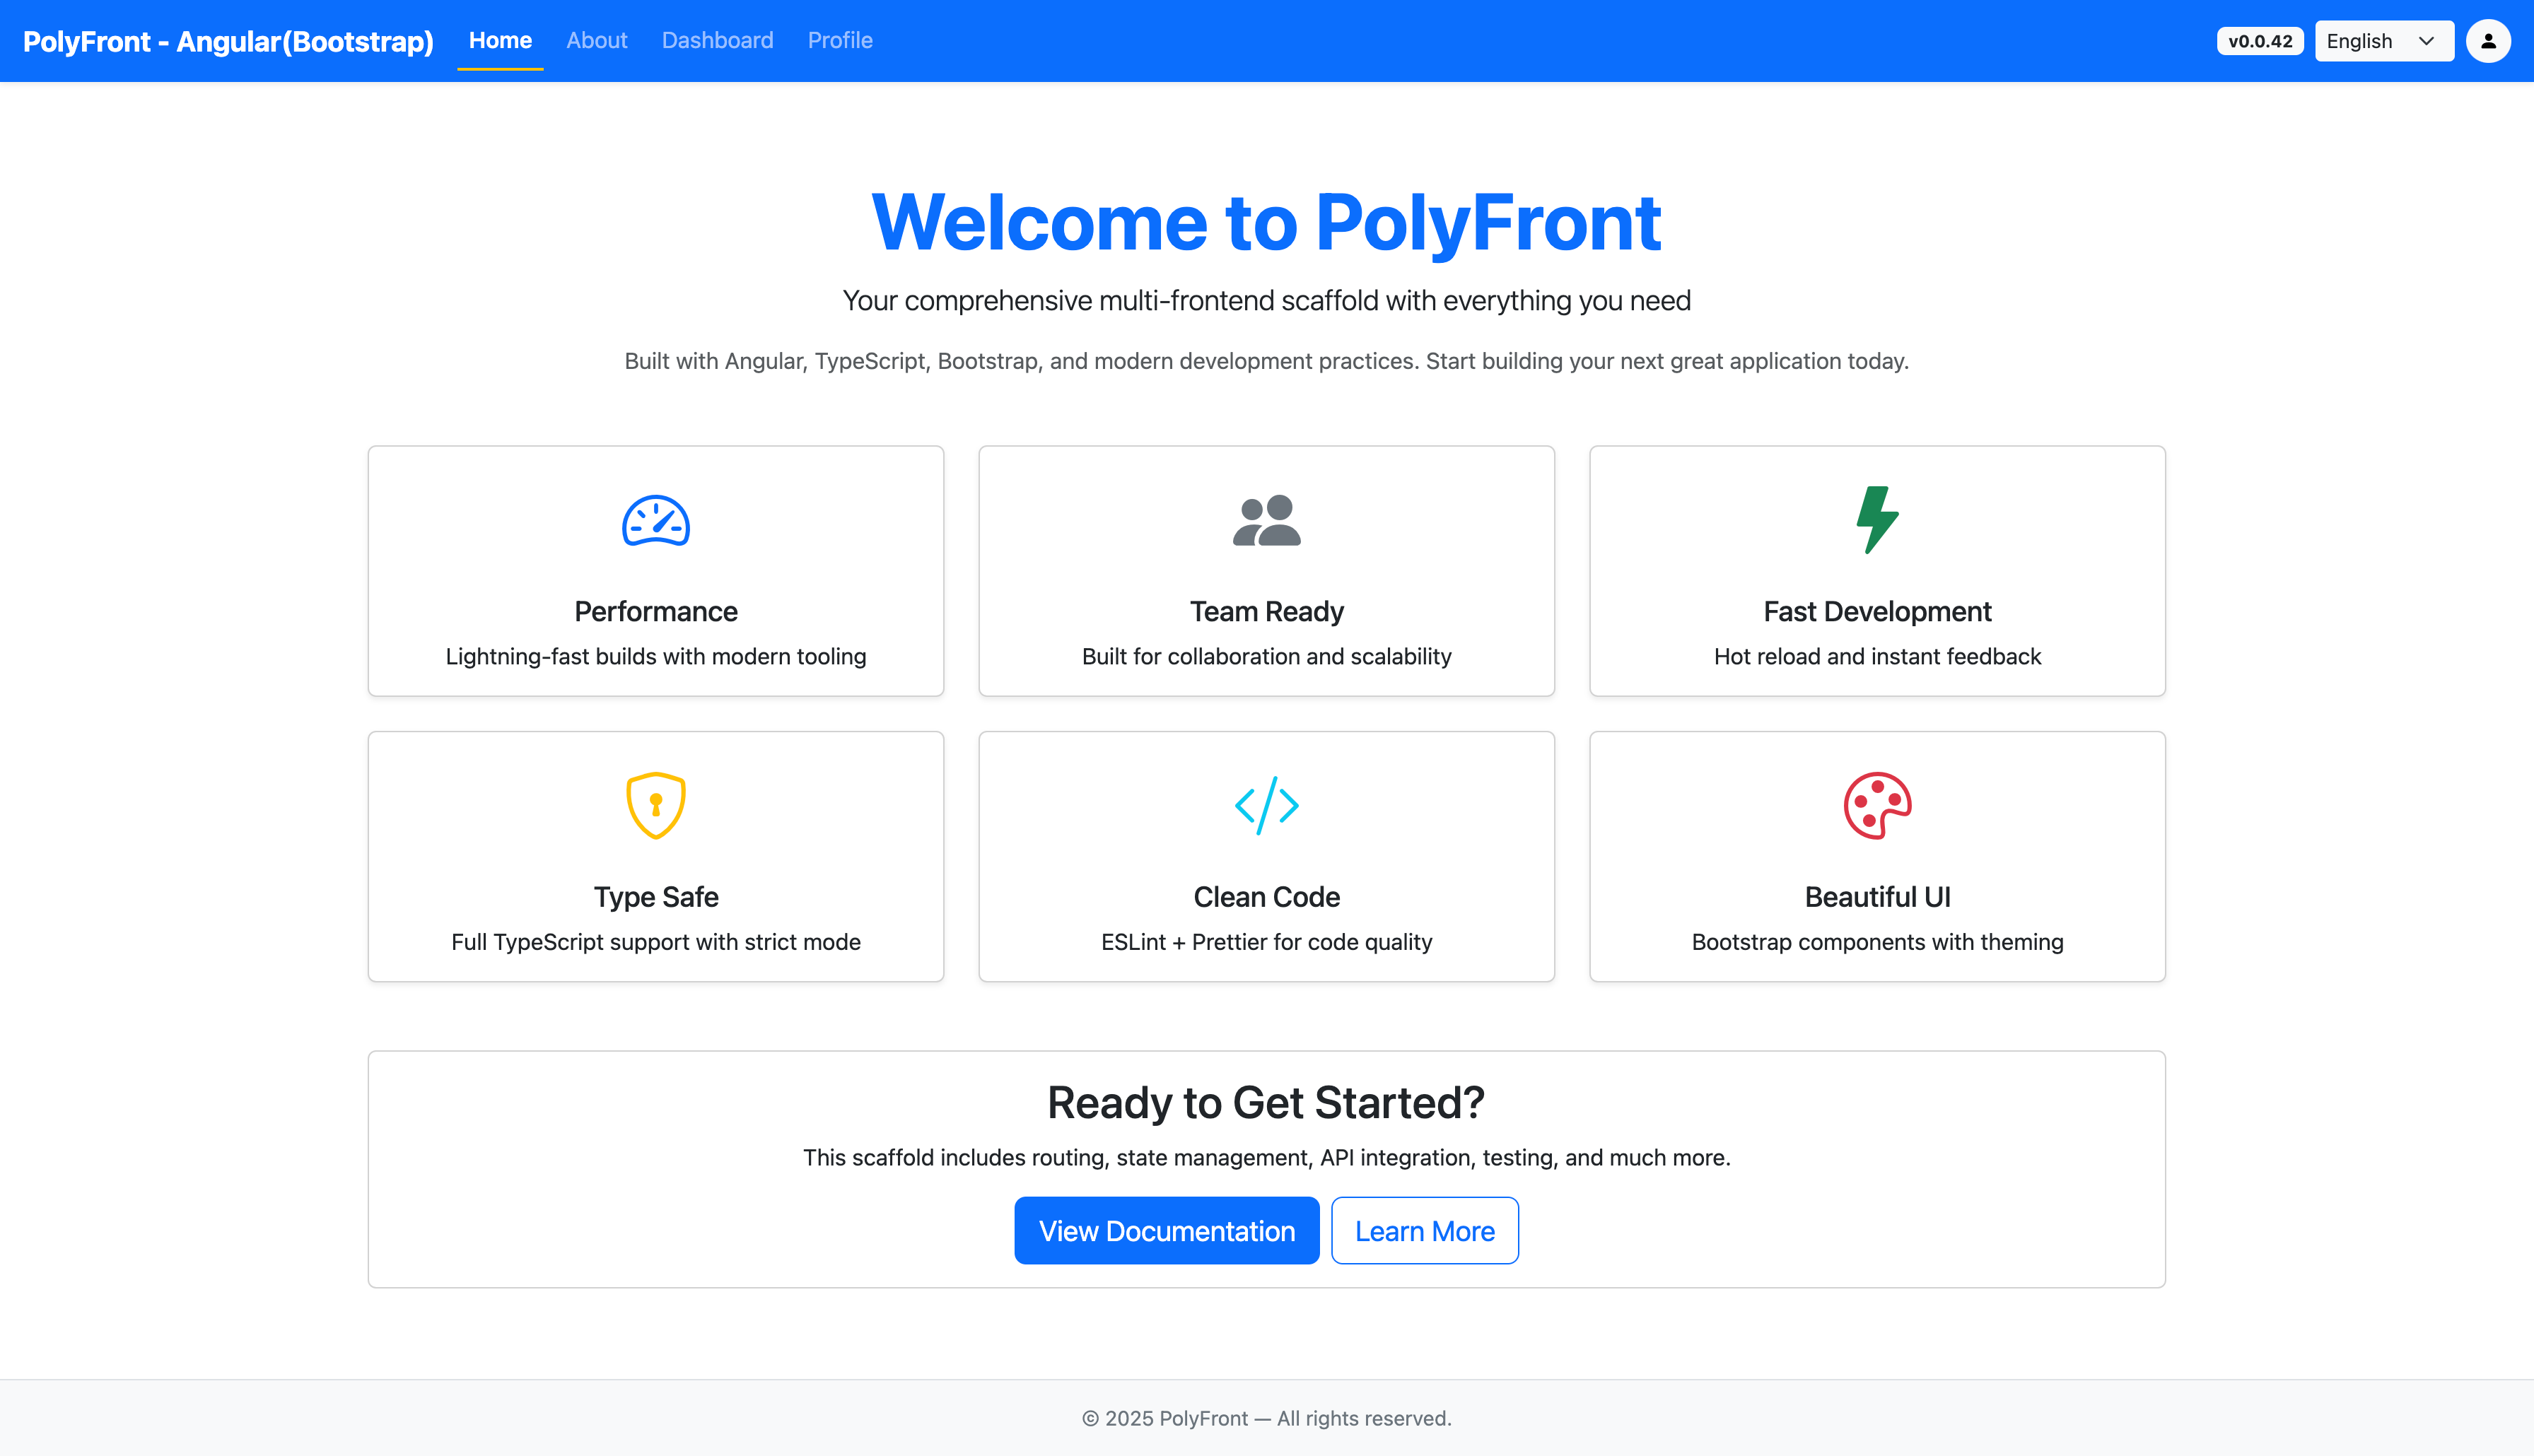 PolyFront - Angular(Bootstrap)
Home
About
Dashboard
Profile
v0.0.42
English
Welcome to PolyFront
Your comprehensive multi-frontend scaffold with everything you need
Built with Angular, TypeScript, Bootstrap, and modern development practices. Start building your next great application today.
Performance
Lightning-fast builds with modern tooling
Team Ready
Built for collaboration and scalability
Fast Development
Hot reload and instant feedback
Type Safe
Full TypeScript support with strict mode
Clean Code
ESLint + Prettier for code quality
Beautiful UI
Bootstrap components with theming
Ready to Get Started?
This scaffold includes routing, state management, API integration, testing, and much more.
View Documentation
Learn More
© 2025 PolyFront — All rights reserved.